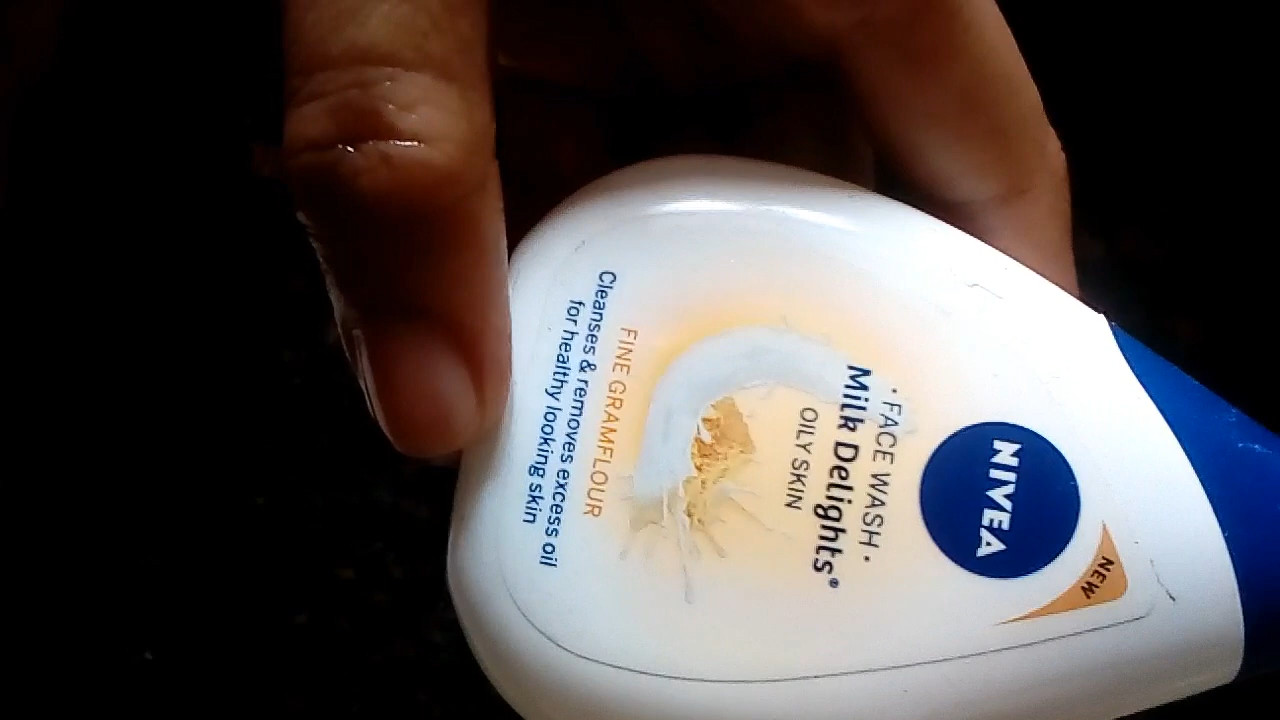 NEW
NIVEA
· FACE WASH ·
Milk Delights®
OILY SKIN
FINE GRAMFLOUR
Cleanses & removes excess oil
for healthy looking skin